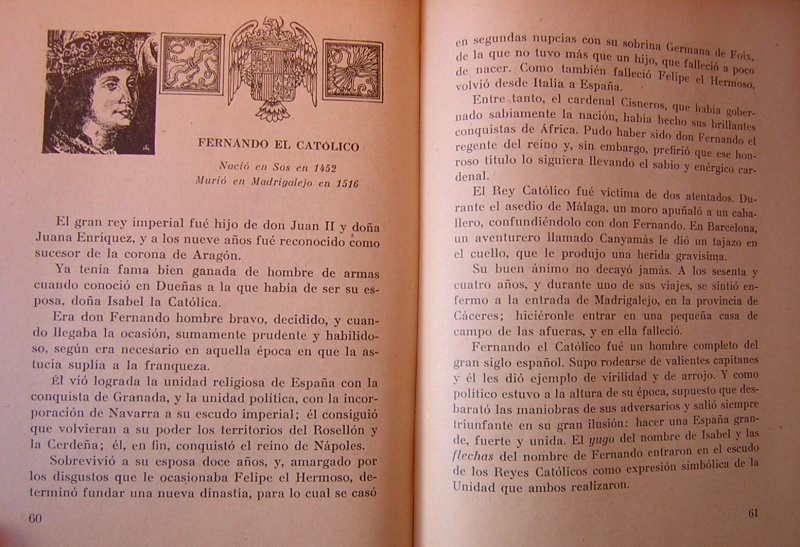 FERNANDO EL CATOLICO
Nació en Sos en 1452
Murió en Madrigalejo en 1516
El gran rey imperial fué hijo de don Juan II y doña
Juana Enríquez, y a los nueve años fué reconocido como
sucesor de la corona de Aragón.
Ya tenía fama bien ganada de hombre de armas
cuando conoció en Dueñas a la que había de ser su es-
posa, doña Isabel la Católica.
Era don Fernando hombre bravo, decidido, y cuan-
do llegaba la ocasión, sumamente prudente y habilido-
so, según era necesario en aquella época en que la as-
tucia suplía a la franqueza.
Él vió lograda la unidad religiosa de España con la
conquista de Granada, y la unidad política, con la incor-
poración de Navarra a su escudo imperial; él consiguió
que volvieran a su poder los territorios del Rosellón y
la Cerdeña; él, en fin, conquistó el reino de Nápoles.
Sobrevivió a su esposa doce años, y, amargado por
los disgustos que le ocasionaba Felipe el Hermoso, de-
terminó fundar una nueva dinastía, para lo cual se casó
60
en segundas nupcias con su sobrina Germana de Foix,
de la que no tuvo más que un hijo, que falleció a poco
de nacer. Como también falleció Felipe el Hermoso,
volvió desde Italia a España.
Entre tanto, el cardenal Cisneros, que había gober-
nado sabiamente la nación, había hecho sus brillantes
conquistas de África. Pudo haber sido don Fernando el
regente del reino y, sin embargo, prefirió que ese hon-
roso título lo siguiera llevando el sabio y enérgico car-
denal.
El Rey Católico fué víctima de dos atentados. Du-
rante el asedio de Málaga, un moro apuñaló a un caba-
llero, confundiéndolo con don Fernando. En Barcelona,
un aventurero llamado Canyamás le dió un tajazo en
el cuello, que le produjo una herida gravísima.
Su buen ánimo no decayó jamás. A los sesenta y
cuatro años, y durante uno de sus viajes, se sintió en-
fermo a la entrada de Madrigalejo, en la provincia de
Cáceres; hiciéronle entrar en una pequeña casa de
campo de las afueras, y en ella falleció.
Fernando el Católico fué un hombre completo del
gran siglo español. Supo rodearse de valientes capitanes
y él les dió ejemplo de virilidad y de arrojo. Y como
político estuvo a la altura de su época, supuesto que des-
barató las maniobras de sus adversarios y salió siempre
triunfante en su gran ilusión: hacer una España gran-
de, fuerte y unida. El yugo del nombre de Isabel y las
flechas del nombre de Fernando entraron en el escudo
de los Reyes Católicos como expresión simbólica de la
Unidad que ambos realizaron.
61